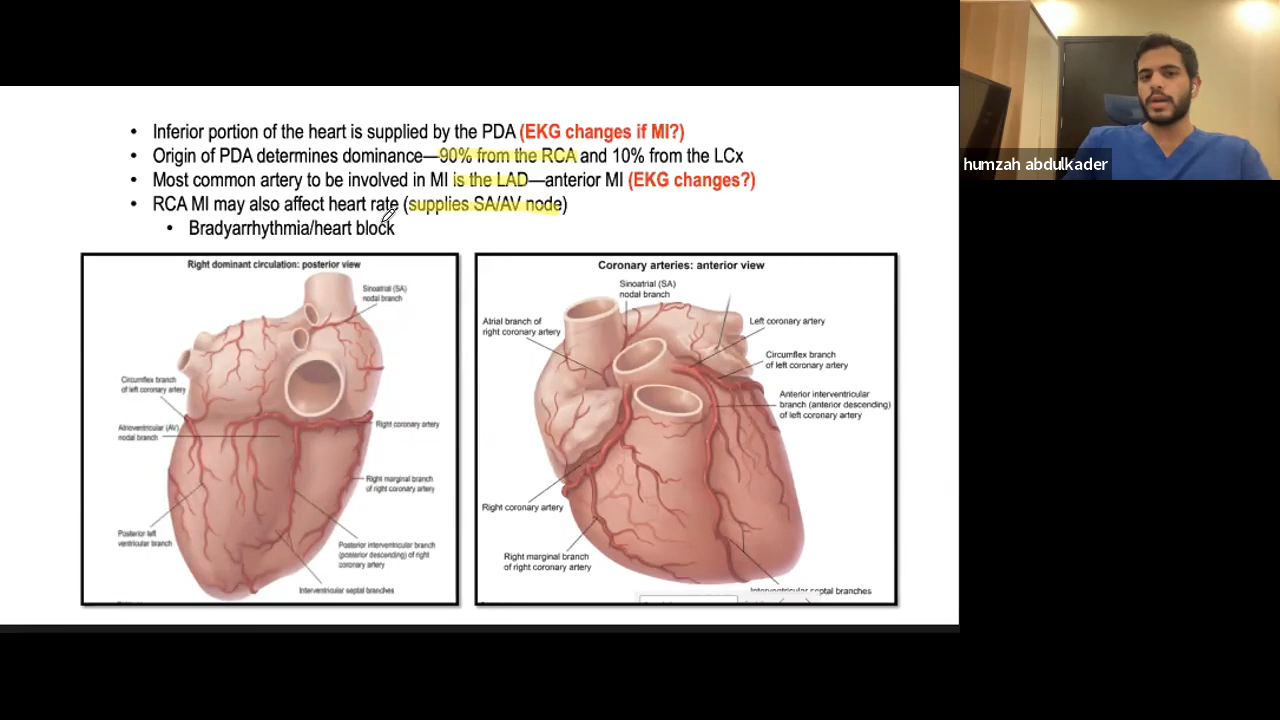 • Inferior portion of the heart is supplied by the PDA (EKG changes if MI?)
• Origin of PDA determines dominance—90% from the RCA and 10% from the LCx
• Most common artery to be involved in MI is the LAD—anterior MI (EKG changes?)
• RCA MI may also affect heart rate (supplies SA/AV node)
• Bradyarrhythmia/heart block
Right dominant circulation: posterior view
Sinoatrial (SA)
nodal branch
Circumflex branch
of left coronary artery
Atrioventricular (AV)
nodal branch
Right coronary artery
Right marginal branch
of right coronary artery
Posterior left
ventricular branch
Posterior interventricular branch
(posterior descending) of right
coronary artery
Interventricular septal branches
Coronary arteries: anterior view
Sinoatrial (SA)
nodal branch
Atrial branch of
right coronary artery
Left coronary artery
Circumflex branch
of left coronary artery
Anterior interventricular
branch (anterior descending)
of left coronary artery
Right coronary artery
Right marginal branch
of right coronary artery
Interventricular septal branches
humzah abdulkader